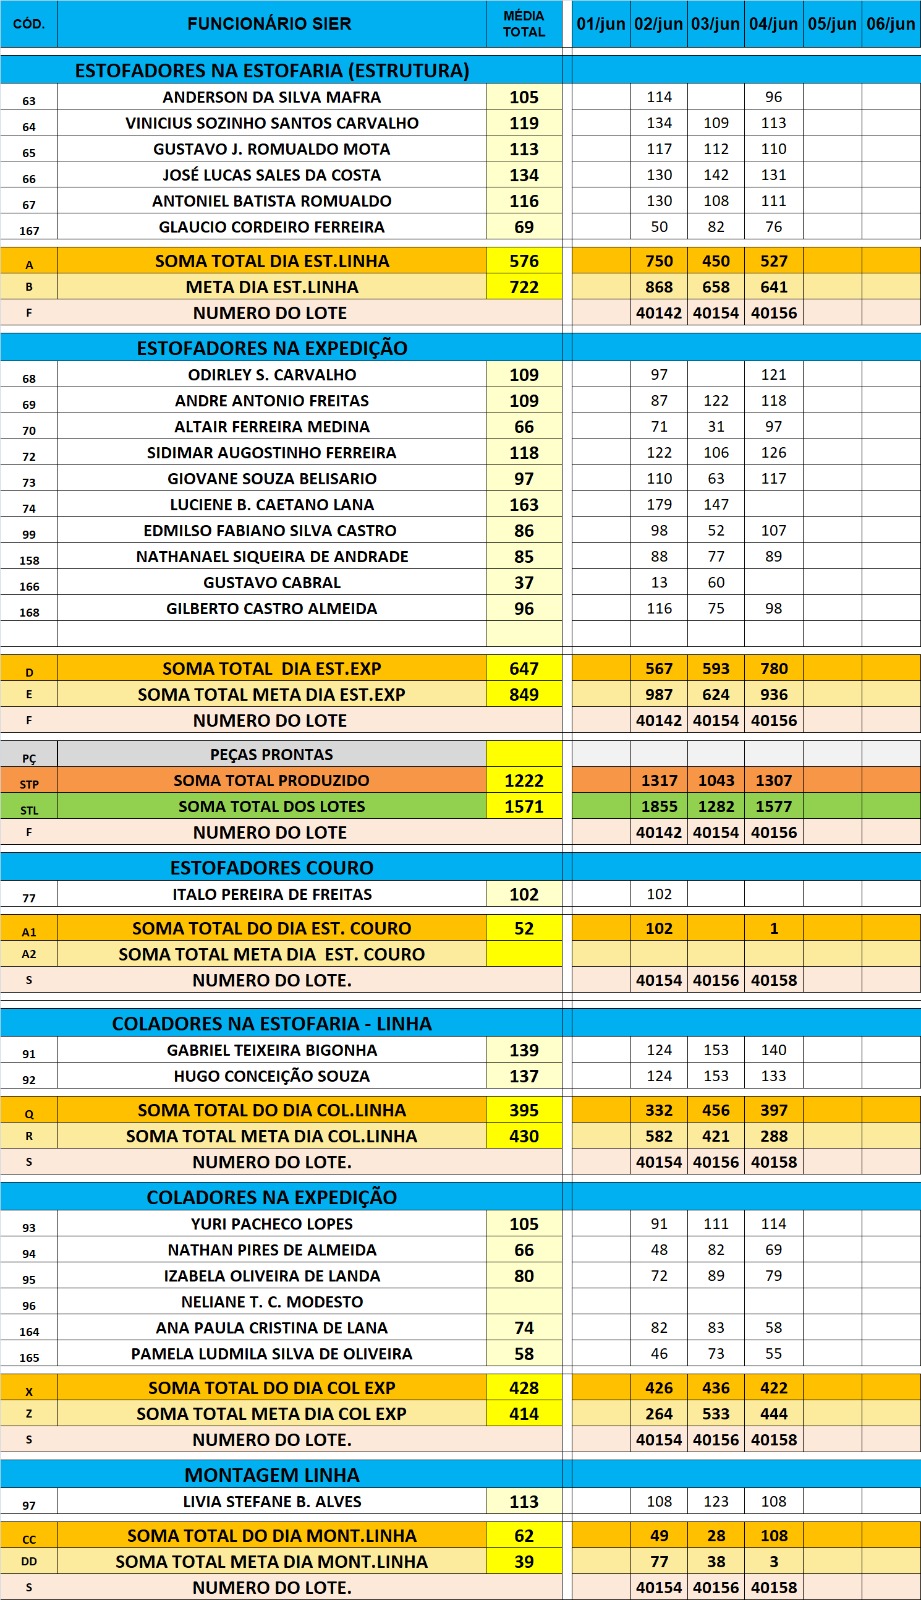 CÓD. FUNCIONÁRIO SIER MÉDIA TOTAL 01/jun 02/jun 03/jun 04/jun 05/jun 06/jun
ESTOFADORES NA ESTOFARIA (ESTRUTURA)
63 ANDERSON DA SILVA MAFRA 105 114 96
64 VINICIUS SOZINHO SANTOS CARVALHO 119 134 109 113
65 GUSTAVO J. ROMUALDO MOTA 113 117 112 110
66 JOSÉ LUCAS SALES DA COSTA 134 130 142 131
67 ANTONIEL BATISTA ROMUALDO 116 130 108 111
167 GLAUCIO CORDEIRO FERREIRA 69 50 82 76
A SOMA TOTAL DIA EST.LINHA 576 750 450 527
B META DIA EST.LINHA 722 868 658 641
F NUMERO DO LOTE 40142 40154 40156
ESTOFADORES NA EXPEDIÇÃO
68 ODIRLEY S. CARVALHO 109 97 121
69 ANDRE ANTONIO FREITAS 109 87 122 118
70 ALTAIR FERREIRA MEDINA 66 71 31 97
72 SIDIMAR AUGOSTINHO FERREIRA 118 122 106 126
73 GIOVANE SOUZA BELISARIO 97 110 63 117
74 LUCIENE B. CAETANO LANA 163 179 147
99 EDMILSO FABIANO SILVA CASTRO 86 98 52 107
158 NATHANAEL SIQUEIRA DE ANDRADE 85 88 77 89
166 GUSTAVO CABRAL 37 13 60
168 GILBERTO CASTRO ALMEIDA 96 116 75 98
D SOMA TOTAL DIA EST.EXP 647 567 593 780
E SOMA TOTAL META DIA EST.EXP 849 987 624 936
F NUMERO DO LOTE 40142 40154 40156
PÇ PEÇAS PRONTAS
STP SOMA TOTAL PRODUZIDO 1222 1317 1043 1307
STL SOMA TOTAL DOS LOTES 1571 1855 1282 1577
F NUMERO DO LOTE 40142 40154 40156
ESTOFADORES COURO
77 ITALO PEREIRA DE FREITAS 102 102
A1 SOMA TOTAL DO DIA EST. COURO 52 102 1
A2 SOMA TOTAL META DIA EST. COURO
S NUMERO DO LOTE. 40154 40156 40158
COLADORES NA ESTOFARIA - LINHA
91 GABRIEL TEIXEIRA BIGONHA 139 124 153 140
92 HUGO CONCEIÇÃO SOUZA 137 124 153 133
Q SOMA TOTAL DO DIA COL.LINHA 395 332 456 397
R SOMA TOTAL META DIA COL.LINHA 430 582 421 288
S NUMERO DO LOTE. 40154 40156 40158
COLADORES NA EXPEDIÇÃO
93 YURI PACHECO LOPES 105 91 111 114
94 NATHAN PIRES DE ALMEIDA 66 48 82 69
95 IZABELA OLIVEIRA DE LANDA 80 72 89 79
96 NELIANE T. C. MODESTO
164 ANA PAULA CRISTINA DE LANA 74 82 83 58
165 PAMELA LUDMILA SILVA DE OLIVEIRA 58 46 73 55
X SOMA TOTAL DO DIA COL EXP 428 426 436 422
Z SOMA TOTAL META DIA COL EXP 414 264 533 444
S NUMERO DO LOTE. 40154 40156 40158
MONTAGEM LINHA
97 LIVIA STEFANE B. ALVES 113 108 123 108
CC SOMA TOTAL DO DIA MONT.LINHA 62 49 28 108
DD SOMA TOTAL META DIA MONT.LINHA 39 77 38 3
S NUMERO DO LOTE. 40154 40156 40158